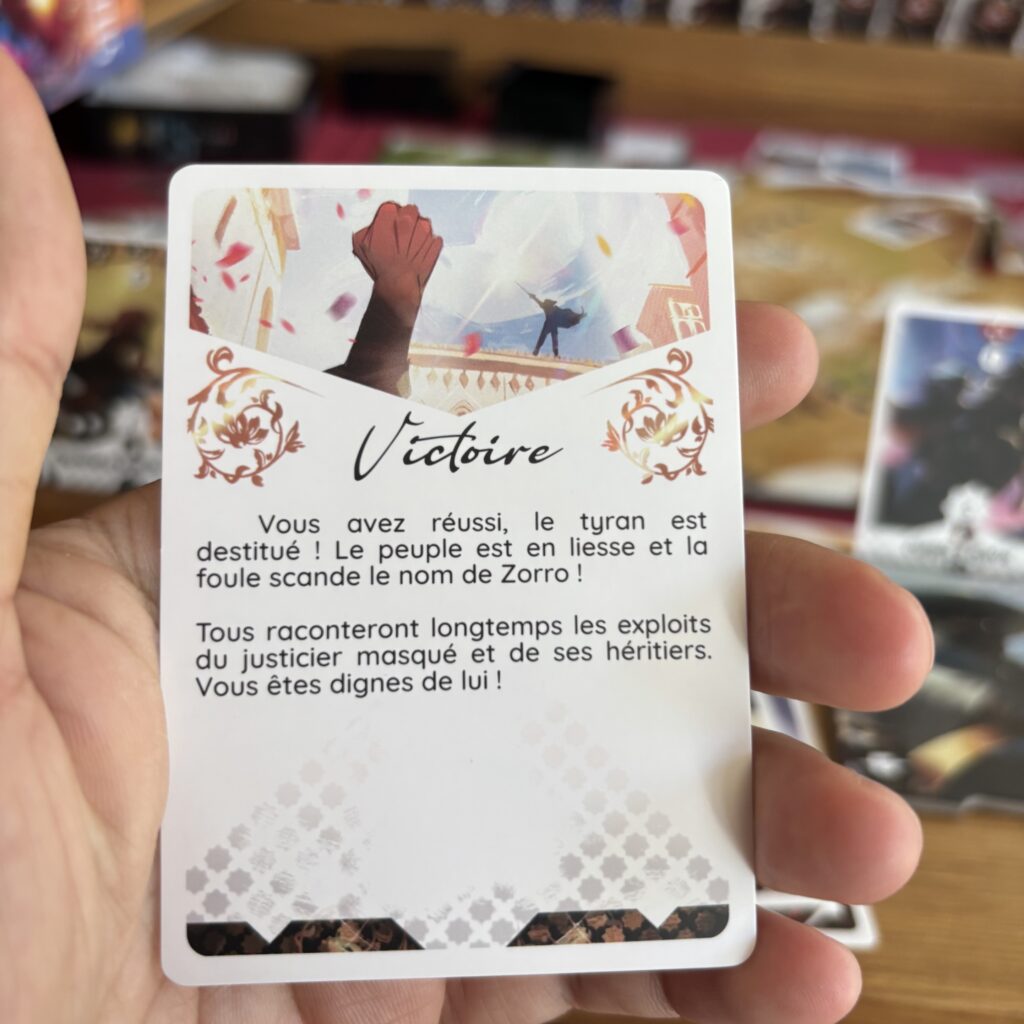 Victoire
Vous avez réussi, le tyran est
destitué ! Le peuple est en liesse et la
foule scande le nom de Zorro !
Tous raconteront longtemps les exploits
du justicier masqué et de ses héritiers.
Vous êtes dignes de lui !